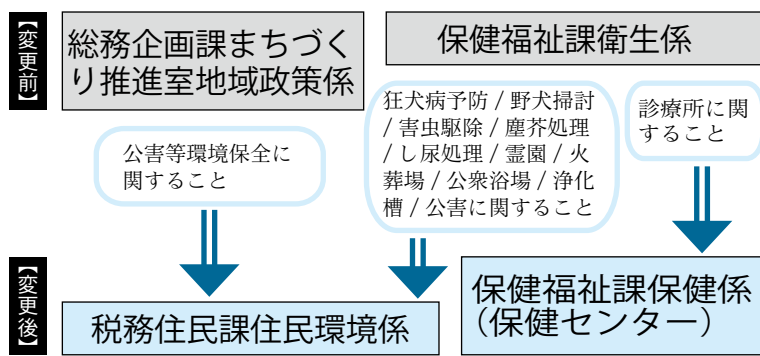 【変更前】
総務企画課まちづく
り推進室地域政策係
保健福祉課衛生係
公害等環境保全に
関すること
狂犬病予防 / 野犬掃討
/ 害虫駆除 / 塵芥処理
/ し尿処理 / 霊園 / 火
葬場 / 公衆浴場 / 浄化
槽 / 公害に関すること
診療所に関
すること
【変更後】
税務住民課住民環境係
保健福祉課保健係
（保健センター）